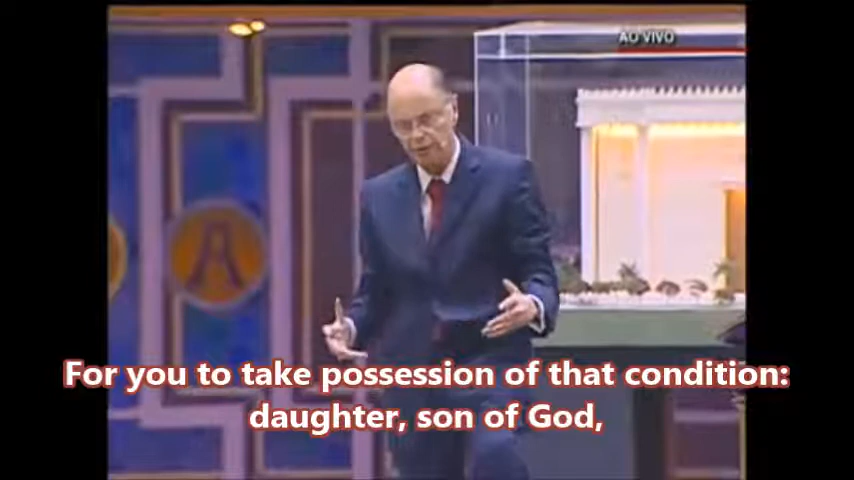 AO VIVO
A
For you to take possession of that condition:
daughter, son of God,